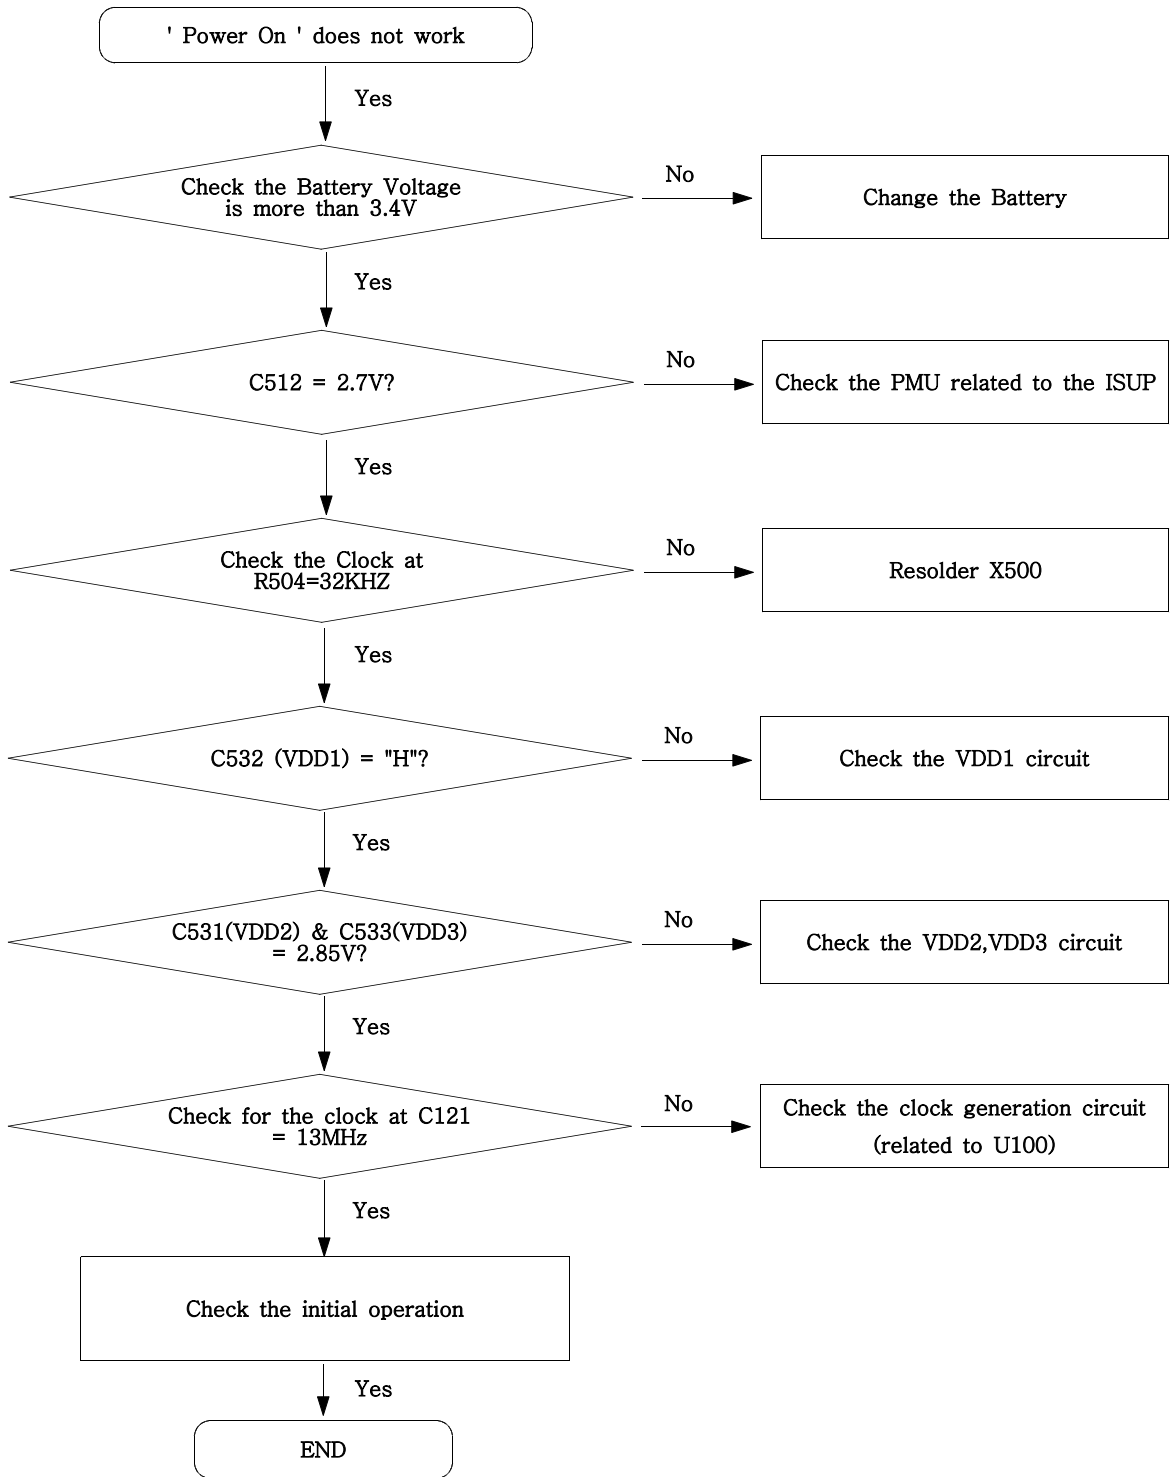 ' Power On ' does not work
Yes
Check the Battery Voltage
is more than 3.4V
No
Change the Battery
Yes
C512 = 2.7V?
No
Check the PMU related to the ISUP
Yes
Check the Clock at
R504=32KHZ
No
Resolder X500
Yes
C532 (VDD1) = "H"?
No
Check the VDD1 circuit
Yes
C531(VDD2) & C533(VDD3)
= 2.85V?
No
Check the VDD2,VDD3 circuit
Yes
Check for the clock at C121
= 13MHz
No
Check the clock generation circuit
(related to U100)
Yes
Check the initial operation
Yes
END